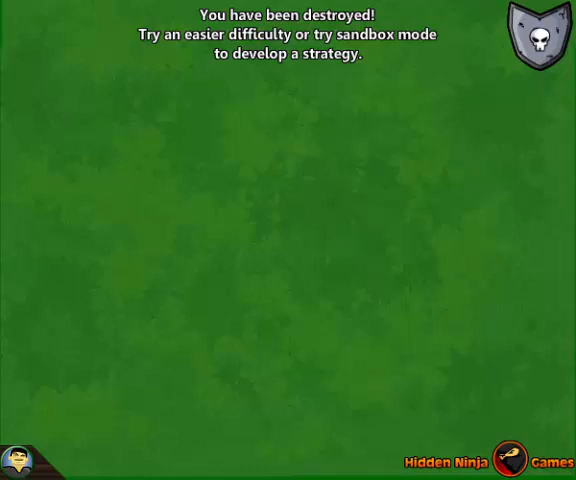 You have been destroyed!
Try an easier difficulty or try sandbox mode
to develop a strategy.
Hidden Ninja Games